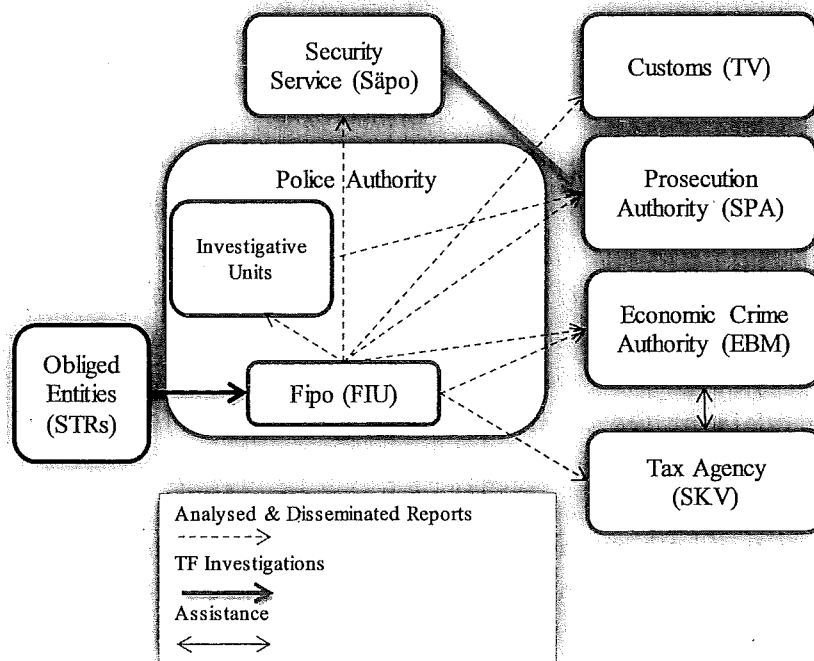 Security
Service (Säpo)
Customs (TV)
Police Authority
Prosecution
Authority (SPA)
Investigative
Units
Economic Crime
Authority (EBM)
Obliged
Entities
(STRs)
Fipo (FIU)
Tax Agency
(SKV)
Analysed & Disseminated Reports
TF Investigations
Assistance